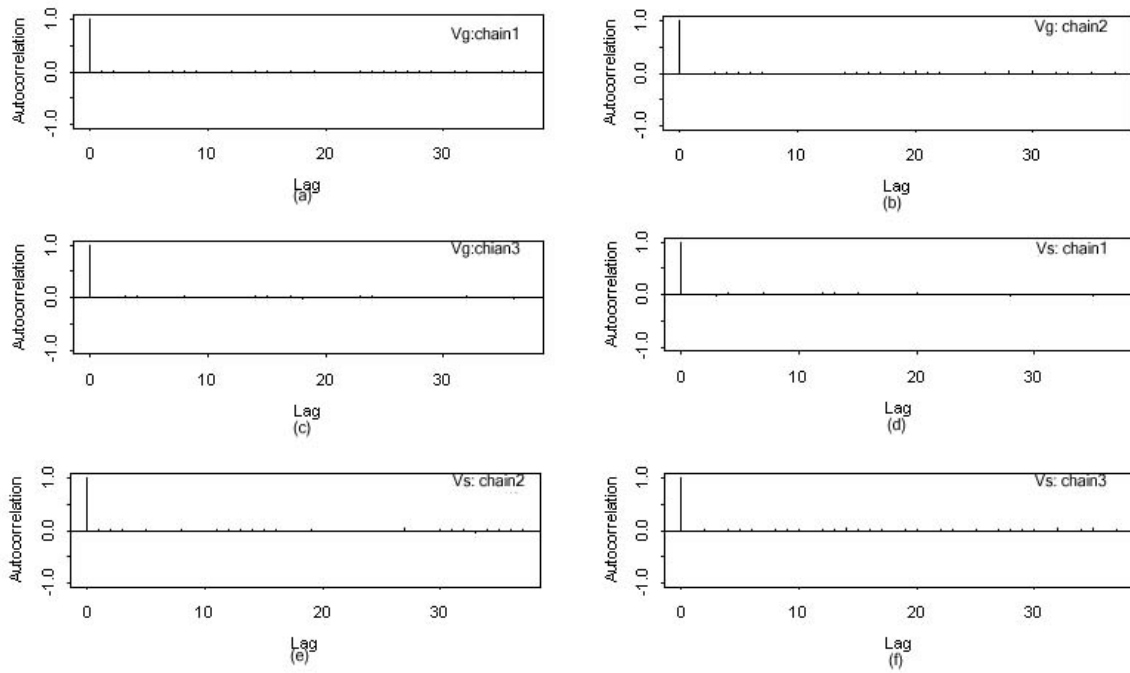 Autocorrelation
1.0
0.0
-1.0
Vg:chain1
0 10 20 30
Lag
(a)
Autocorrelation
1.0
0.0
-1.0
Vg: chain2
0 10 20 30
Lag
(b)
Autocorrelation
1.0
0.0
-1.0
Vg:chian3
0 10 20 30
Lag
(c)
Autocorrelation
1.0
0.0
-1.0
Vs: chain1
0 10 20 30
Lag
(d)
Autocorrelation
1.0
0.0
-1.0
Vs: chain2
0 10 20 30
Lag
(e)
Autocorrelation
1.0
0.0
-1.0
Vs: chain3
0 10 20 30
Lag
(f)